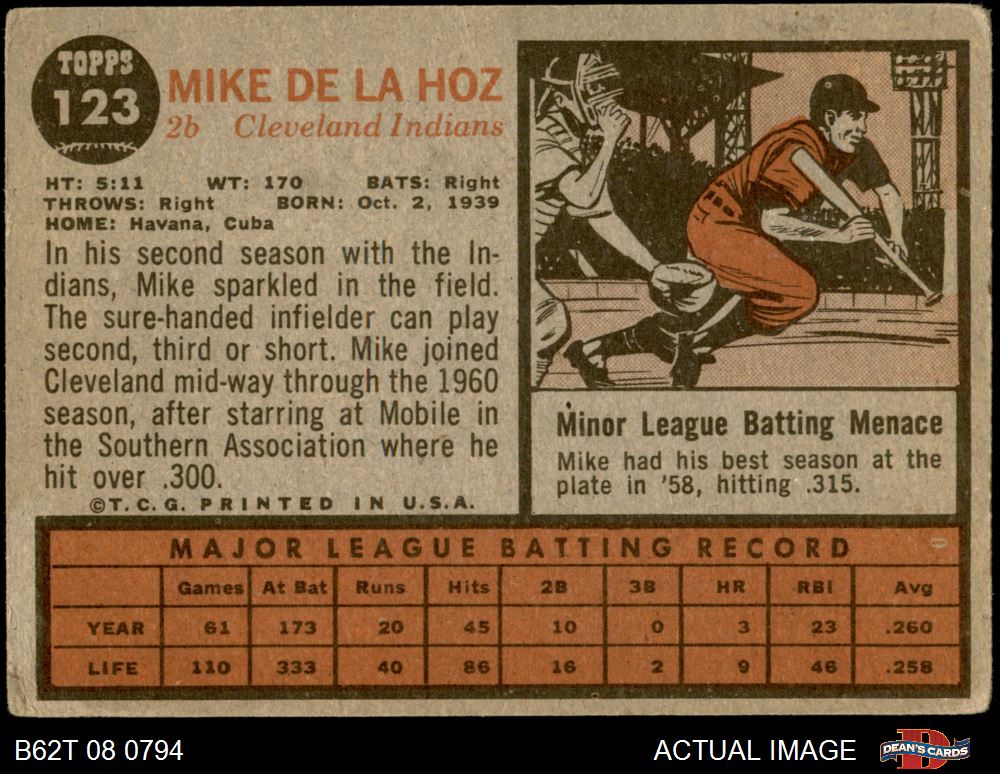 TOPPS
123
MIKE DE LA HOZ
2b Cleveland Indians
HT: 5:11 WT: 170 BATS: Right
THROWS: Right BORN: Oct. 2, 1939
HOME: Havana, Cuba
In his second season with the In-
dians, Mike sparkled in the field.
The sure-handed infielder can play
second, third or short. Mike joined
Cleveland mid-way through the 1960
season, after starring at Mobile in
the Southern Association where he
hit over .300.
©T. C. G. PRINTED IN U.S.A.
Minor League Batting Menace
Mike had his best season at the
plate in '58, hitting .315.
MAJOR LEAGUE BATTING RECORD
Games At Bat Runs Hits 2B 3B HR RBI Avg
YEAR 61 173 20 45 10 0 3 23 .260
LIFE 110 333 40 86 16 2 9 46 .258
B62T 08 0794 ACTUAL IMAGE DEAN'S CARDS